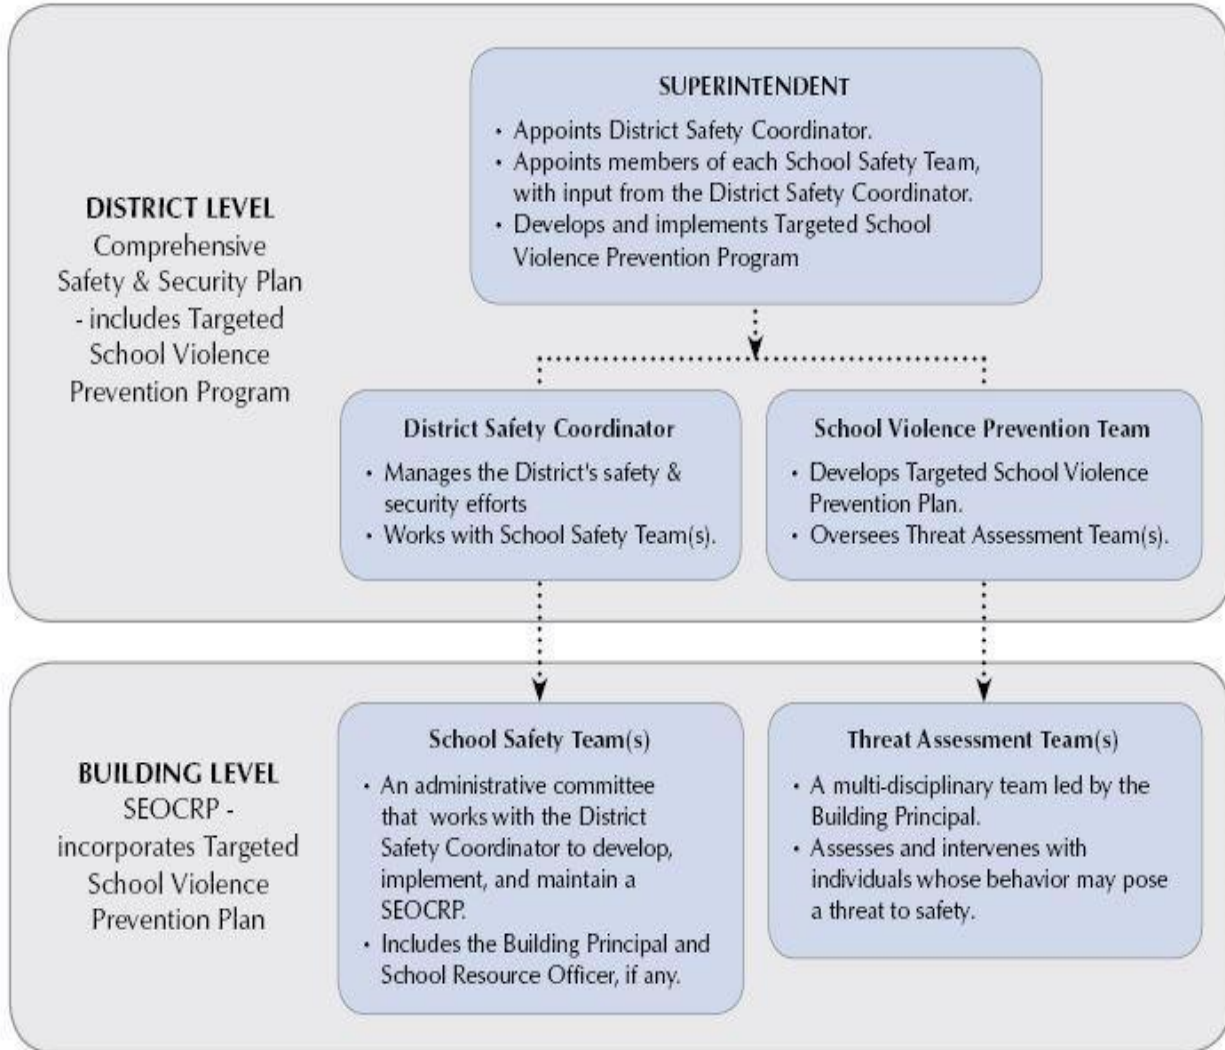 SUPERINTENDENT
• Appoints District Safety Coordinator.
• Appoints members of each School Safety Team,
with input from the District Safety Coordinator.
• Develops and implements Targeted School
Violence Prevention Program
DISTRICT LEVEL
Comprehensive
Safety & Security Plan
- includes Targeted
School Violence
Prevention Program
District Safety Coordinator
• Manages the District's safety &
security efforts
• Works with School Safety Team(s).
School Violence Prevention Team
• Develops Targeted School Violence
Prevention Plan.
• Oversees Threat Assessment Team(s).
BUILDING LEVEL
SEOCRP -
incorporates Targeted
School Violence
Prevention Plan
School Safety Team(s)
• An administrative committee
that works with the District
Safety Coordinator to develop,
implement, and maintain a
SEOCRP.
• Includes the Building Principal and
School Resource Officer, if any.
Threat Assessment Team(s)
• A multi-disciplinary team led by the
Building Principal.
• Assesses and intervenes with
individuals whose behavior may pose
a threat to safety.